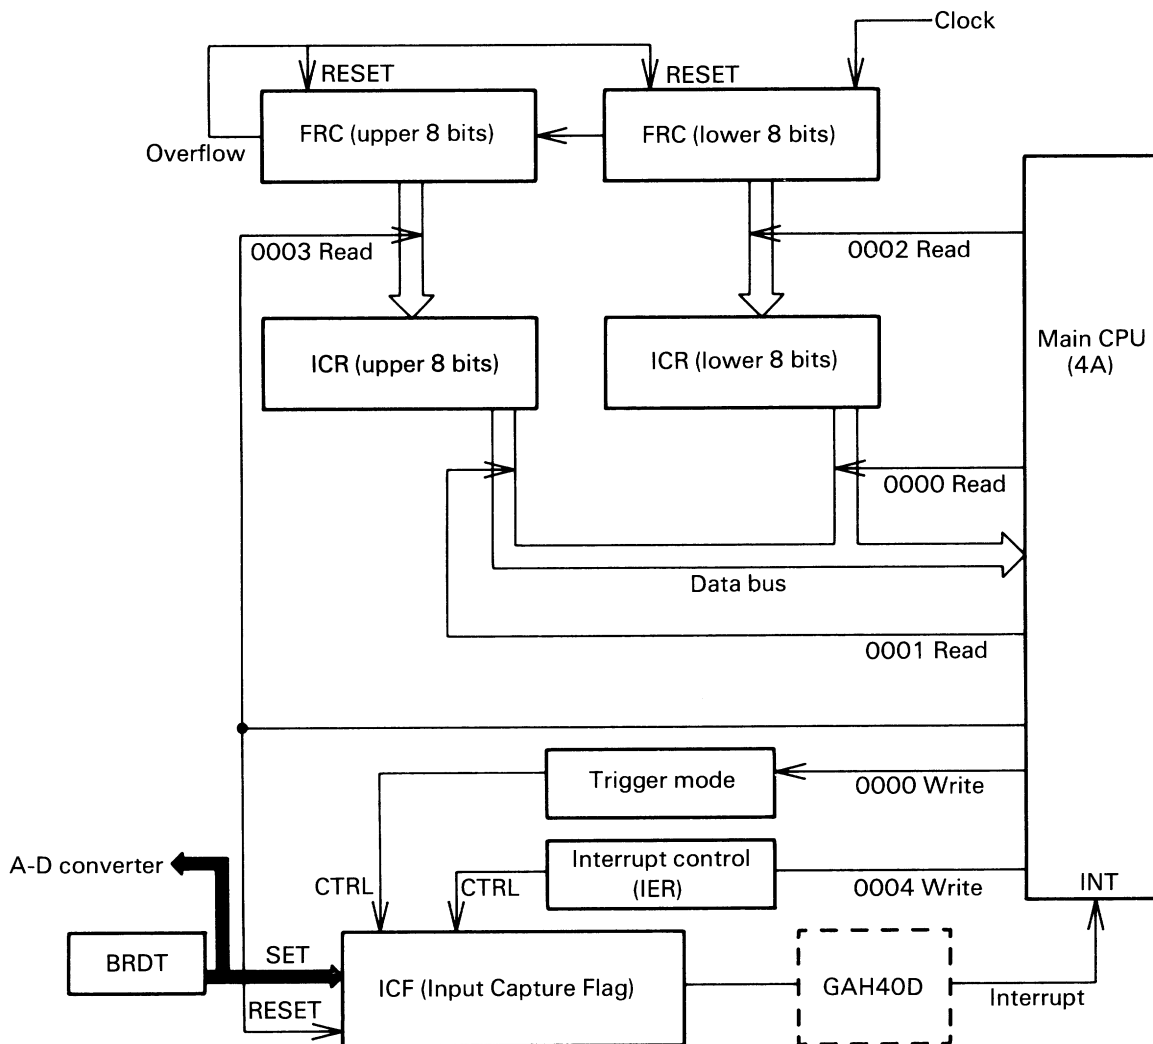 Clock
RESET
RESET
FRC (upper 8 bits)
FRC (lower 8 bits)
Overflow
0003 Read
0002 Read
Main CPU
(4A)
ICR (upper 8 bits)
ICR (lower 8 bits)
0000 Read
Data bus
0001 Read
Trigger mode
0000 Write
A-D converter
Interrupt control
(IER)
CTRL
CTRL
0004 Write
INT
BRDT
SET
ICF (Input Capture Flag)
GAH40D
Interrupt
RESET